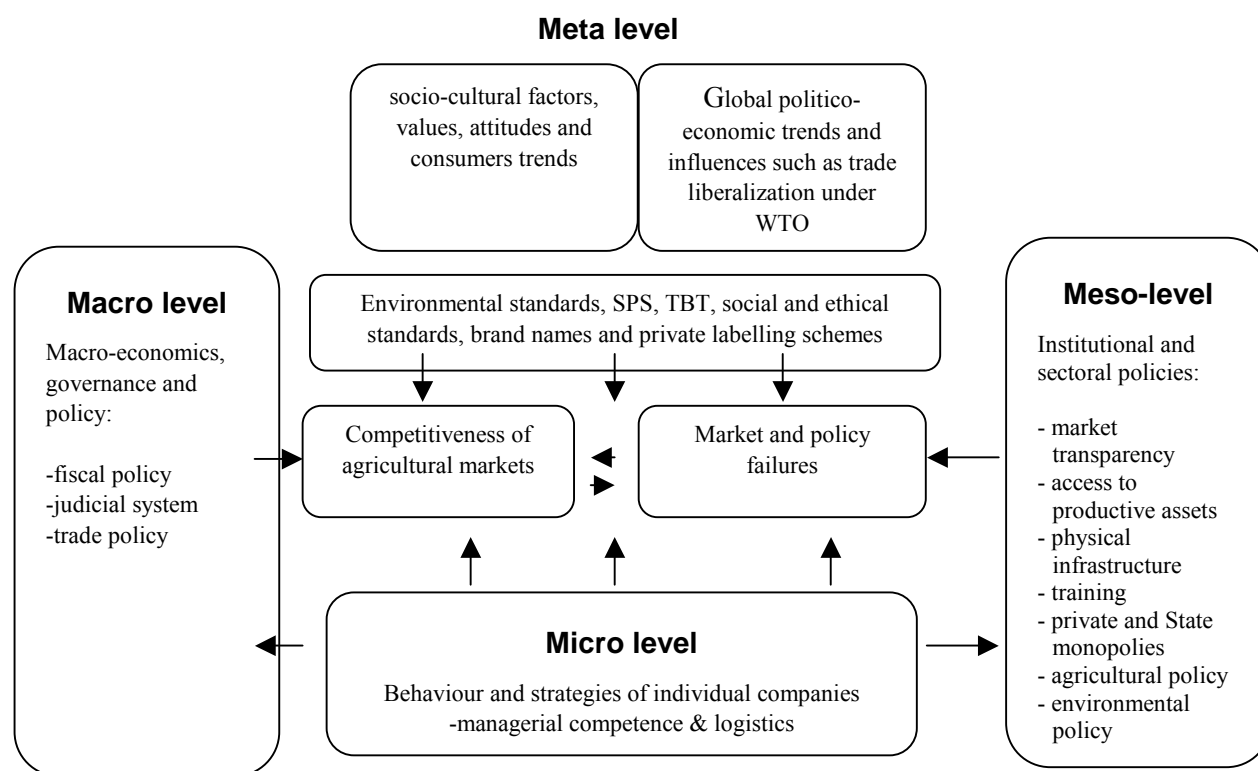 Meta level
socio-cultural factors,
values, attitudes and
consumers trends
Global politico-
economic trends and
influences such as trade
liberalization under
WTO
Macro level
Macro-economics,
governance and
policy:
-fiscal policy
-judicial system
-trade policy
Environmental standards, SPS, TBT, social and ethical
standards, brand names and private labelling schemes
Competitiveness of
agricultural markets
Market and policy
failures
Micro level
Behaviour and strategies of individual companies
-managerial competence & logistics
Meso-level
Institutional and
sectoral policies:
- market
transparency
- access to
productive assets
- physical
infrastructure
- training
- private and State
monopolies
- agricultural policy
- environmental
policy